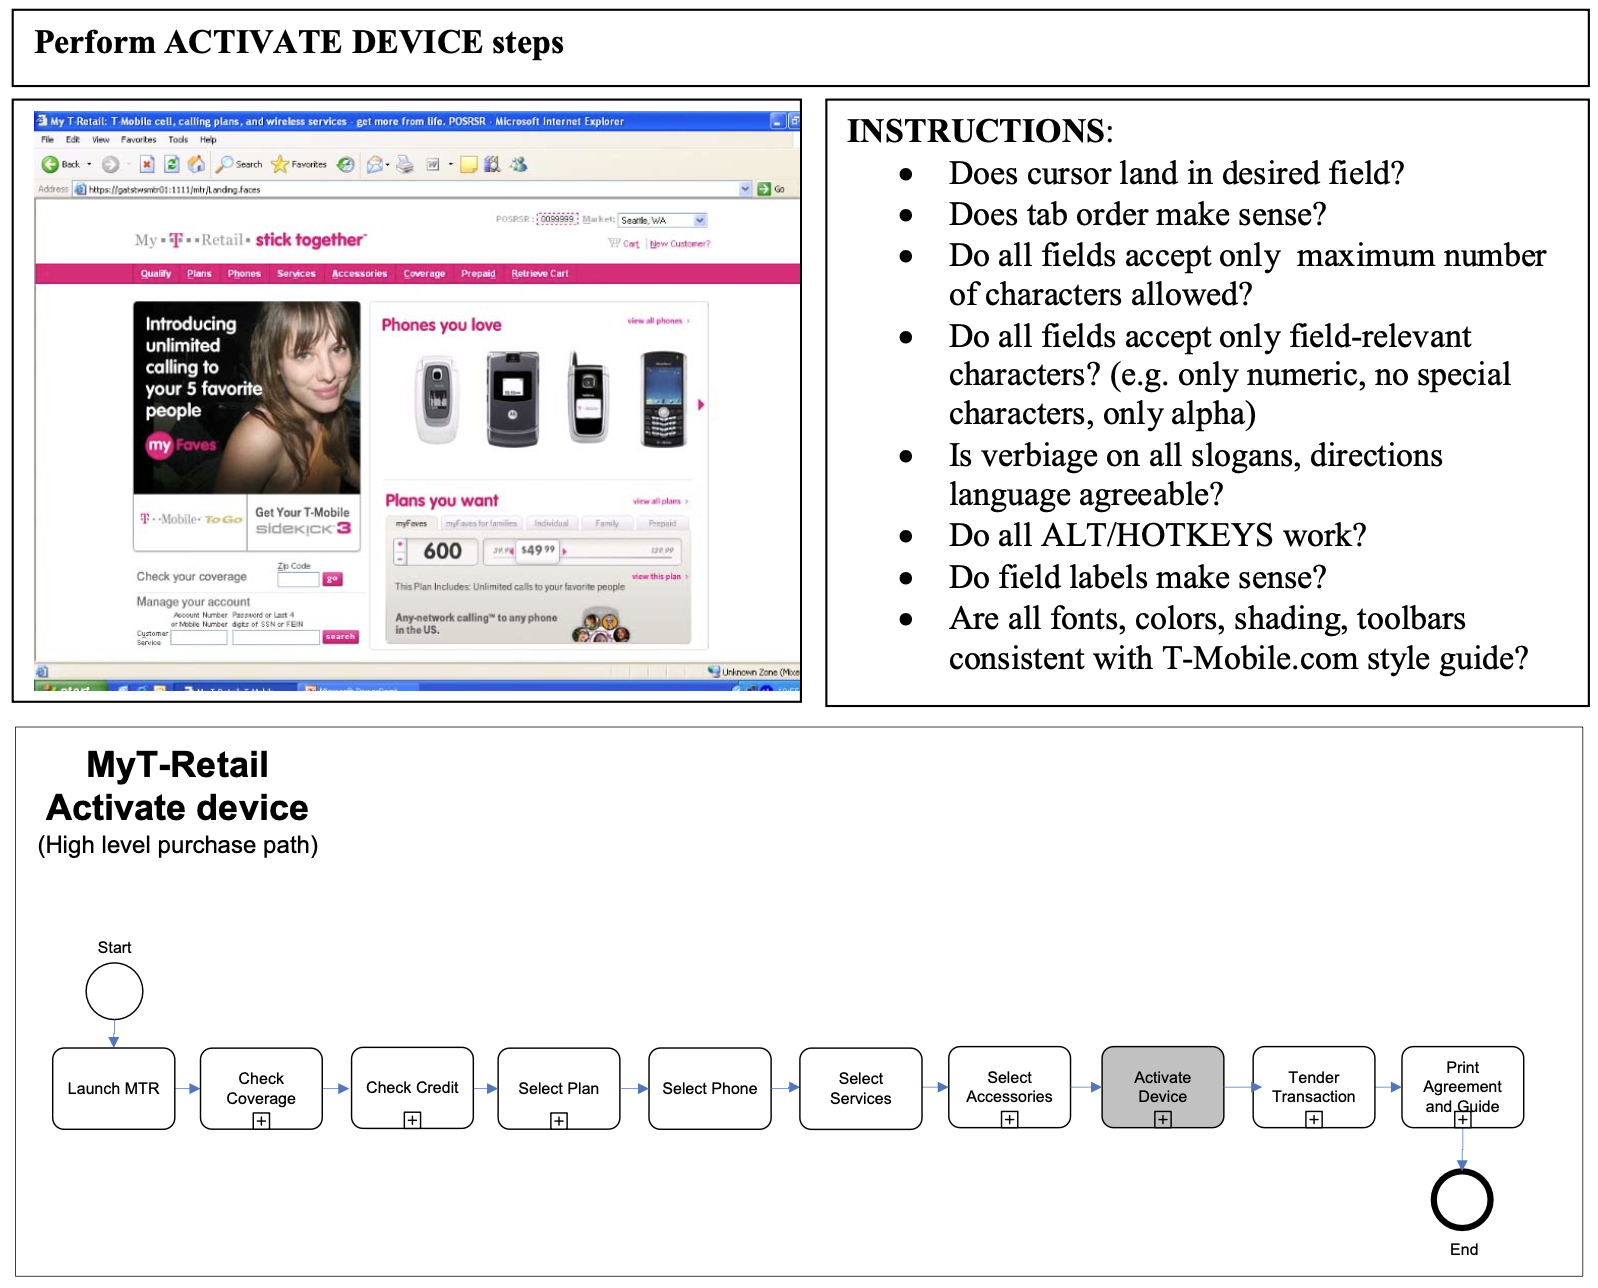 Perform ACTIVATE DEVICE steps
My T-Retail: T-Mobile cell, calling plans, and wireless services - get more from life. POSRSR - Microsoft Internet Explorer
File Edit View Favorites Tools Help
Back Search Favorites
Address https://gatstwsmtr01:1111/mtr/Landing.faces Go
POSRSR: 0099999 Market: Seattle, WA
My T Retail stick together
Cart New Customer?
Qualify Plans Phones Services Accessories Coverage Prepaid Retrieve Cart
Introducing
unlimited
calling to
your 5 favorite
people
my Faves
T-Mobile To Go
Get Your T-Mobile
SIDEKICK 3
Check your coverage
Zip Code
go
Manage your account
Account Number Password or Last 4
or Mobile Number digits of SSN or FEIN
Customer
Service
search
Phones you love
view all phones
Plans you want
view all plans
myFaves myFaves for families Individual Family Prepaid
600 $49.99 139.99
view this plan
This Plan Includes: Unlimited calls to your favorite people
Any-network calling™ to any phone
in the US.
Unknown Zone (Mixe
start
INSTRUCTIONS:
• Does cursor land in desired field?
• Does tab order make sense?
• Do all fields accept only maximum number
of characters allowed?
• Do all fields accept only field-relevant
characters? (e.g. only numeric, no special
characters, only alpha)
• Is verbiage on all slogans, directions
language agreeable?
• Do all ALT/HOTKEYS work?
• Do field labels make sense?
• Are all fonts, colors, shading, toolbars
consistent with T-Mobile.com style guide?
MyT-Retail
Activate device
(High level purchase path)
Start
Launch MTR
Check
Coverage
Check Credit
Select Plan
Select Phone
Select
Services
Select
Accessories
Activate
Device
Tender
Transaction
Print
Agreement
and Guide
End